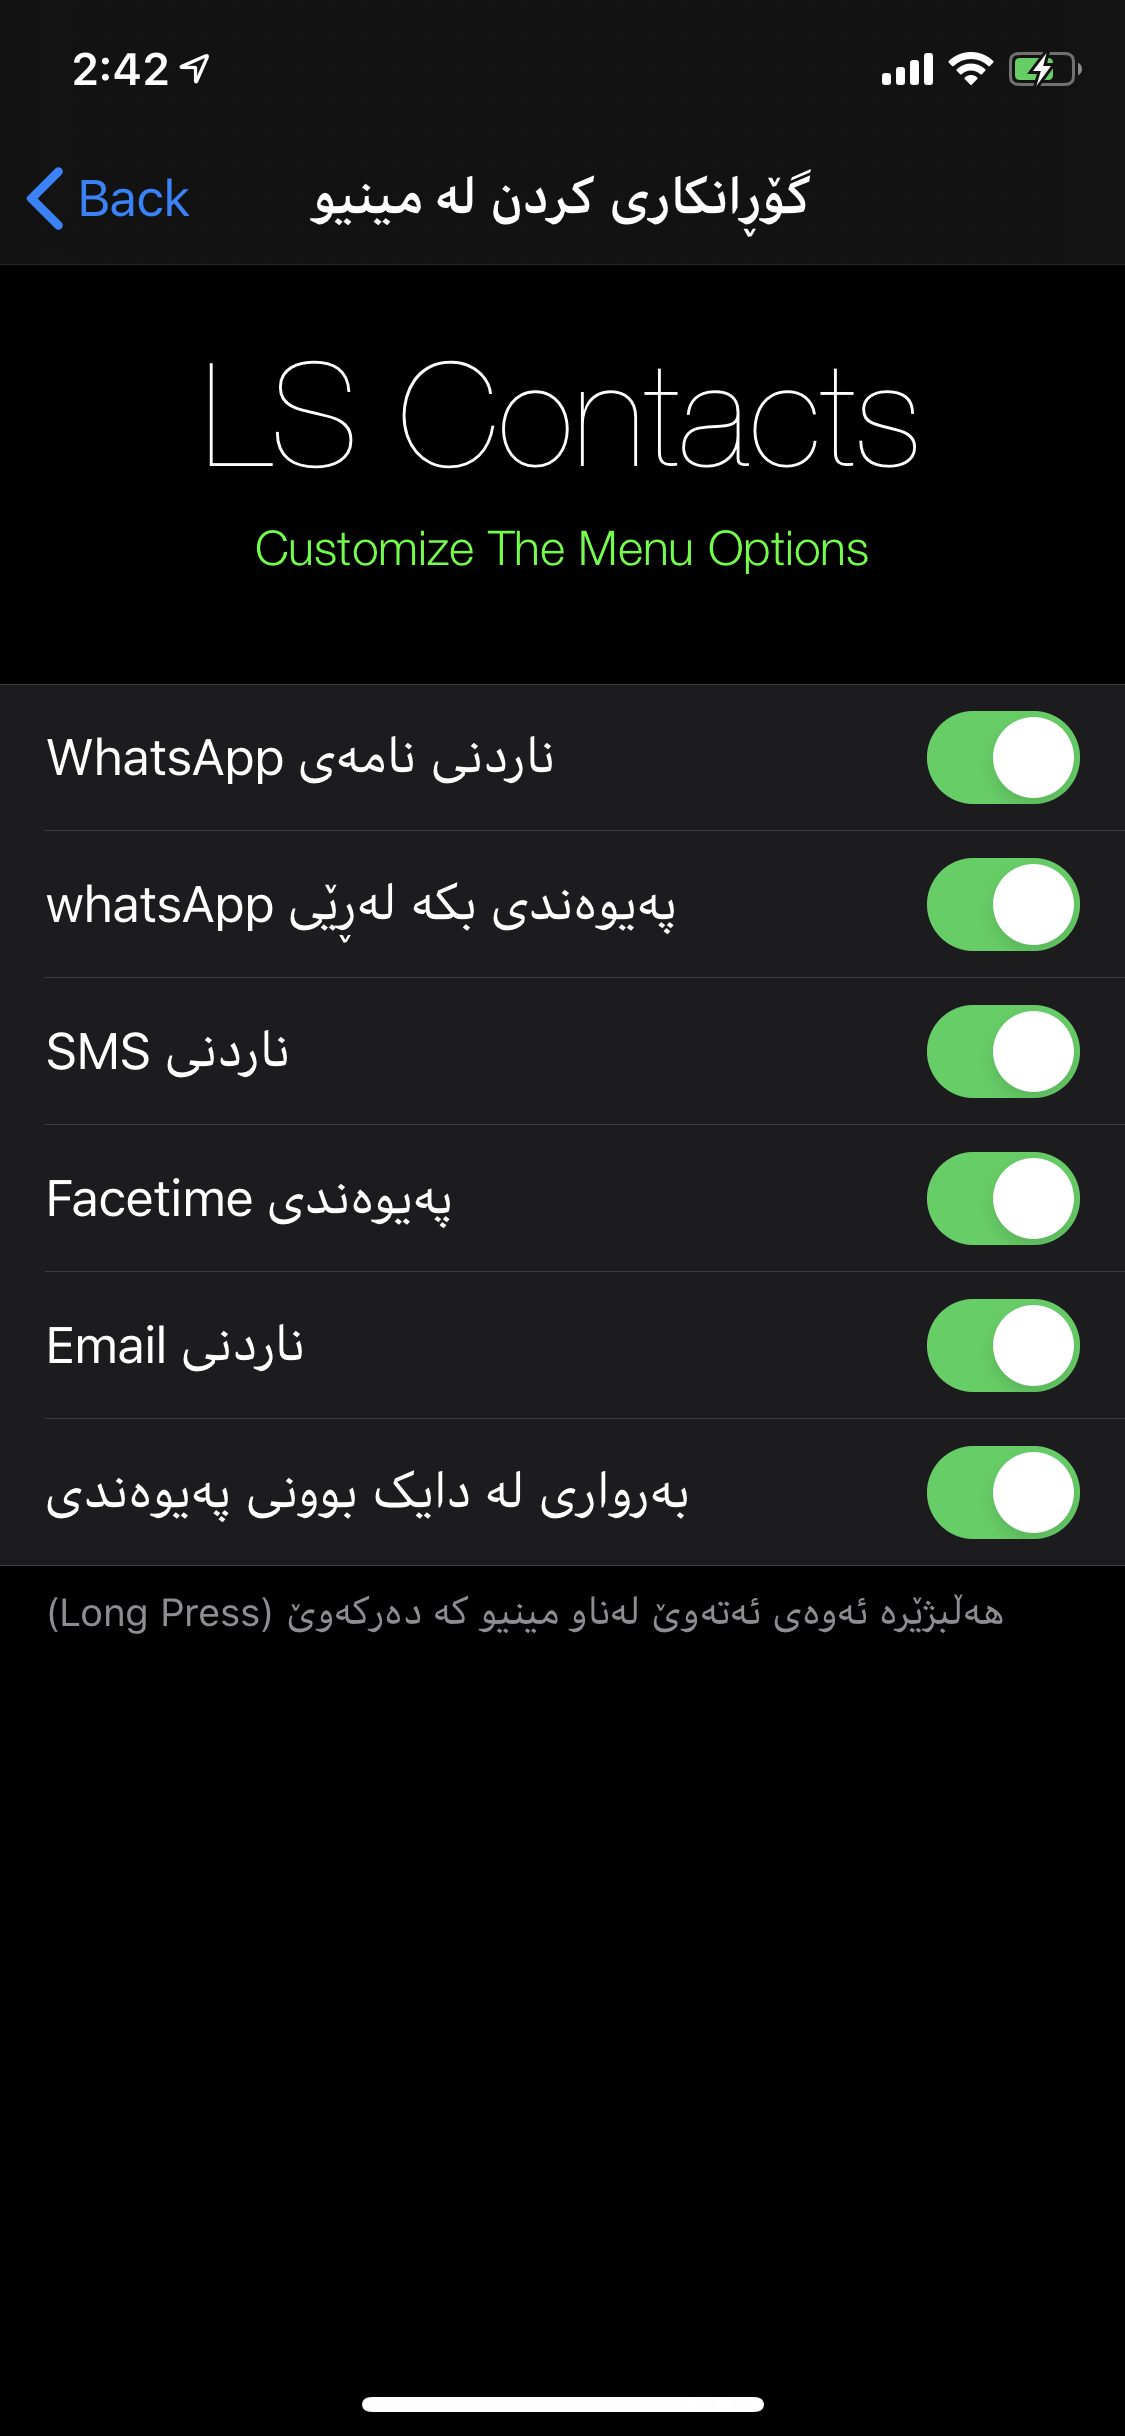 2:42
Back
گۆڕانکاری کردن لە مینیو
LS Contacts
Customize The Menu Options
ناردنی نامەی WhatsApp
پەیوەندی بکە لەڕێی whatsApp
ناردنی SMS
پەیوەندی Facetime
ناردنی Email
بەرواری لە دایک بوونی پەیوەندی
هەڵبژێرە ئەوەی ئەتەوێ لەناو مینیو کە دەرکەوێ (Long Press)